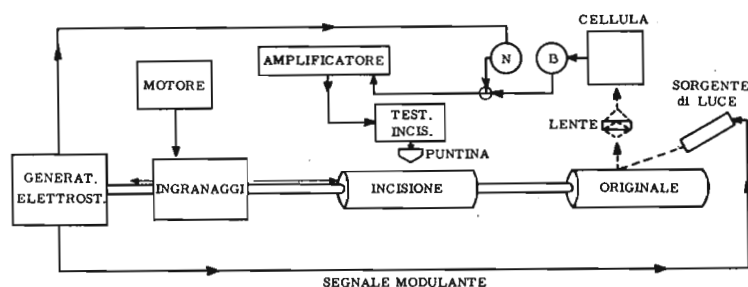 CELLULA
AMPLIFICATORE
N
B
MOTORE
SORGENTE
di LUCE
TEST.
INCIS.
LENTE
PUNTINA
GENERAT.
ELETTROST.
INGRANAGGI
INCISIONE
ORIGINALE
SEGNALE MODULANTE